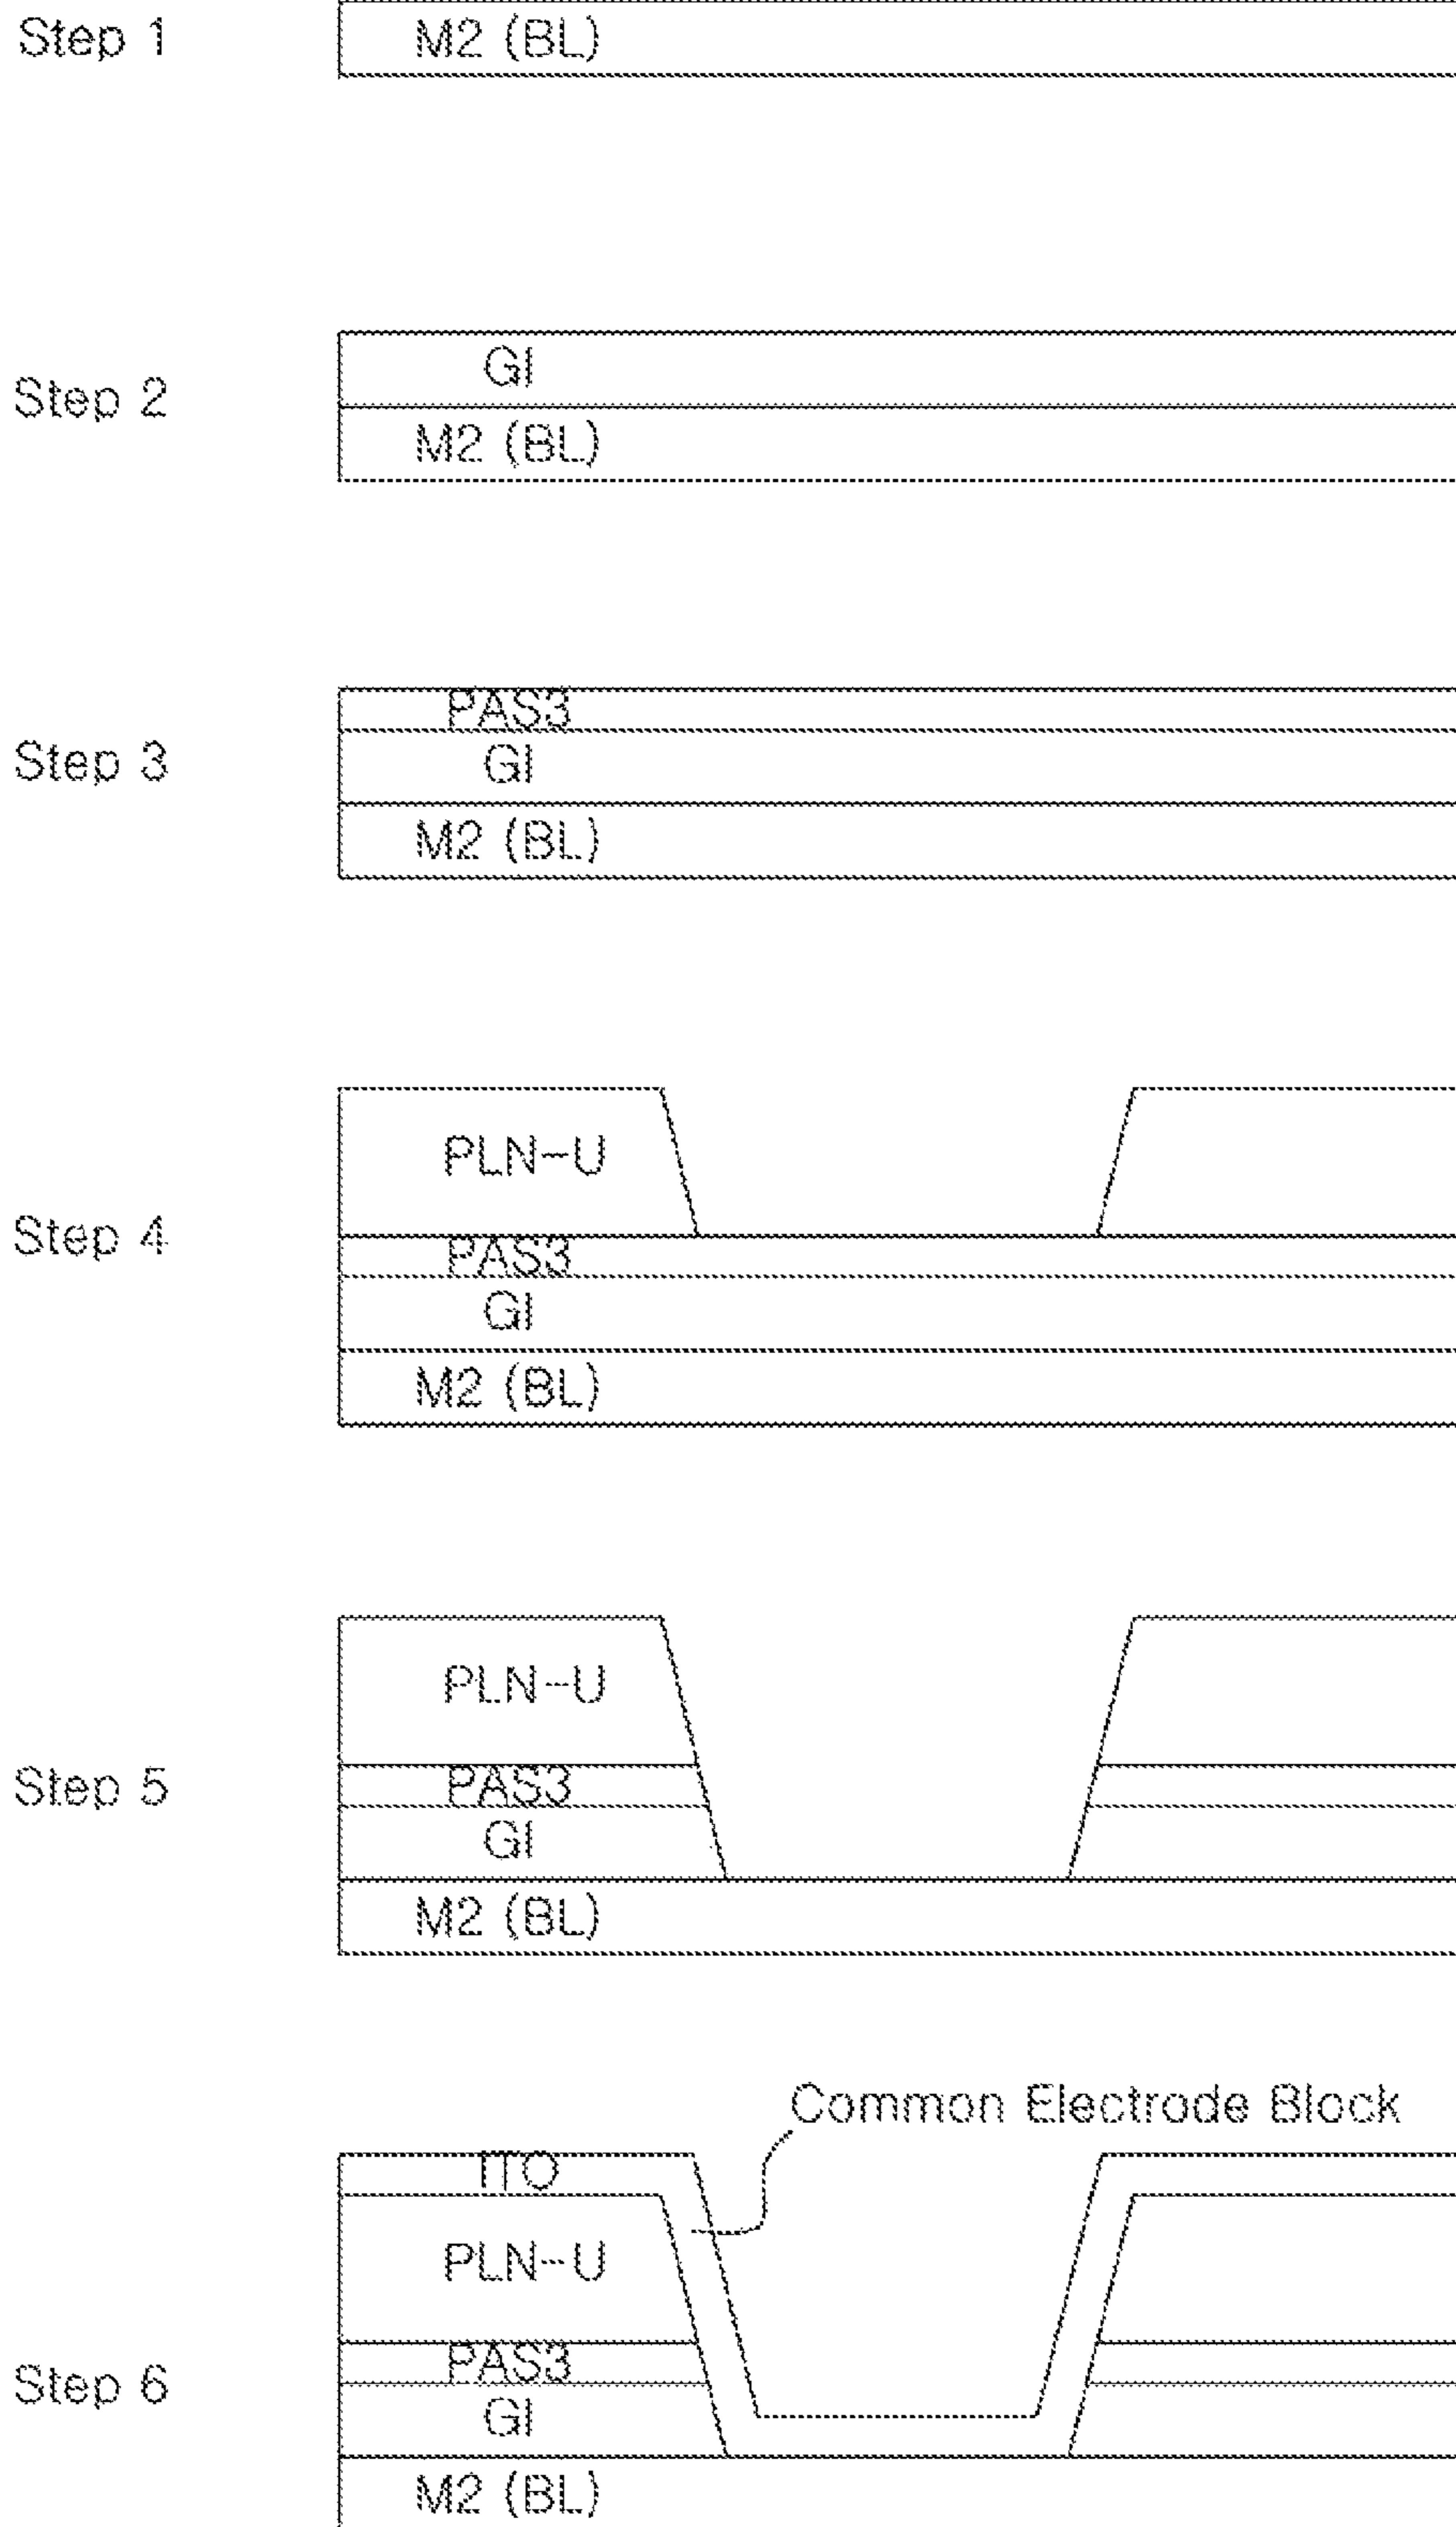 Step 1
M2 (BL)
Step 2
GI
M2 (BL)
Step 3
PAS3
GI
M2 (BL)
Step 4
PLN-U
PAS3
GI
M2 (BL)
Step 5
PLN-U
PAS3
GI
M2 (BL)
Step 6
Common Electrode Block
ITO
PLN-U
PAS3
GI
M2 (BL)